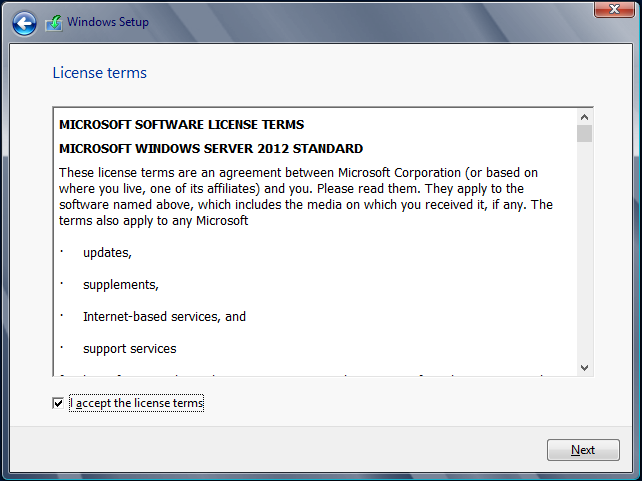 Windows Setup
License terms
MICROSOFT SOFTWARE LICENSE TERMS
MICROSOFT WINDOWS SERVER 2012 STANDARD
These license terms are an agreement between Microsoft Corporation (or based on
where you live, one of its affiliates) and you. Please read them. They apply to the
software named above, which includes the media on which you received it, if any. The
terms also apply to any Microsoft
· updates,
· supplements,
· Internet-based services, and
· support services
I accept the license terms
Next